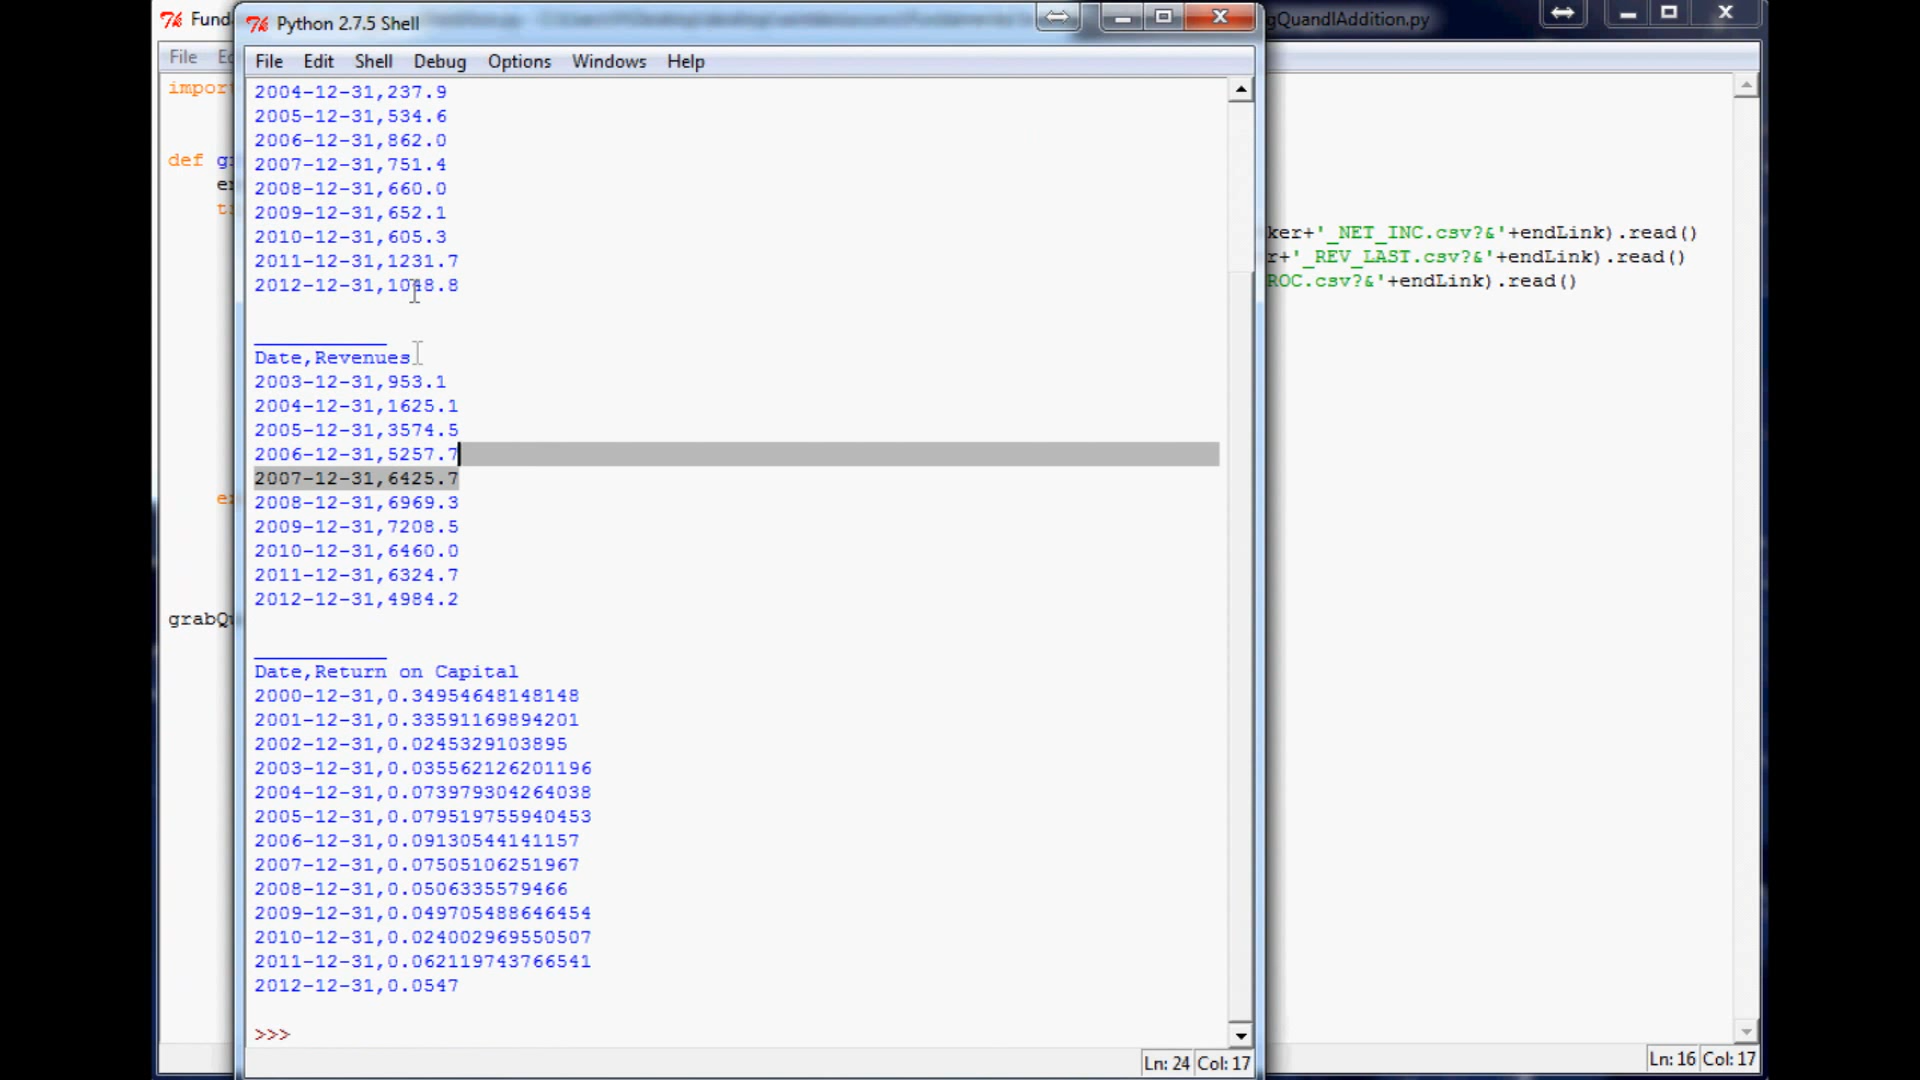 Fund
Python 2.7.5 Shell
gQuandlAddition.py
File
File Edit Shell Debug Options Windows Help
import
def
grabQu
ker+'_NET_INC.csv?&'+endLink).read()
r+'_REV_LAST.csv?&'+endLink).read()
ROC.csv?&'+endLink).read()
2004-12-31,237.9
2005-12-31,534.6
2006-12-31,862.0
2007-12-31,751.4
2008-12-31,660.0
2009-12-31,652.1
2010-12-31,605.3
2011-12-31,1231.7
2012-12-31,1048.8
___________
Date,Revenues
2003-12-31,953.1
2004-12-31,1625.1
2005-12-31,3574.5
2006-12-31,5257.7
2007-12-31,6425.7
2008-12-31,6969.3
2009-12-31,7208.5
2010-12-31,6460.0
2011-12-31,6324.7
2012-12-31,4984.2
___________
Date,Return on Capital
2000-12-31,0.34954648148148
2001-12-31,0.33591169894201
2002-12-31,0.0245329103895
2003-12-31,0.035562126201196
2004-12-31,0.073979304264038
2005-12-31,0.079519755940453
2006-12-31,0.09130544141157
2007-12-31,0.07505106251967
2008-12-31,0.0506335579466
2009-12-31,0.049705488646454
2010-12-31,0.024002969550507
2011-12-31,0.062119743766541
2012-12-31,0.0547
>>>
Ln: 24 Col: 17
Ln: 16 Col: 17